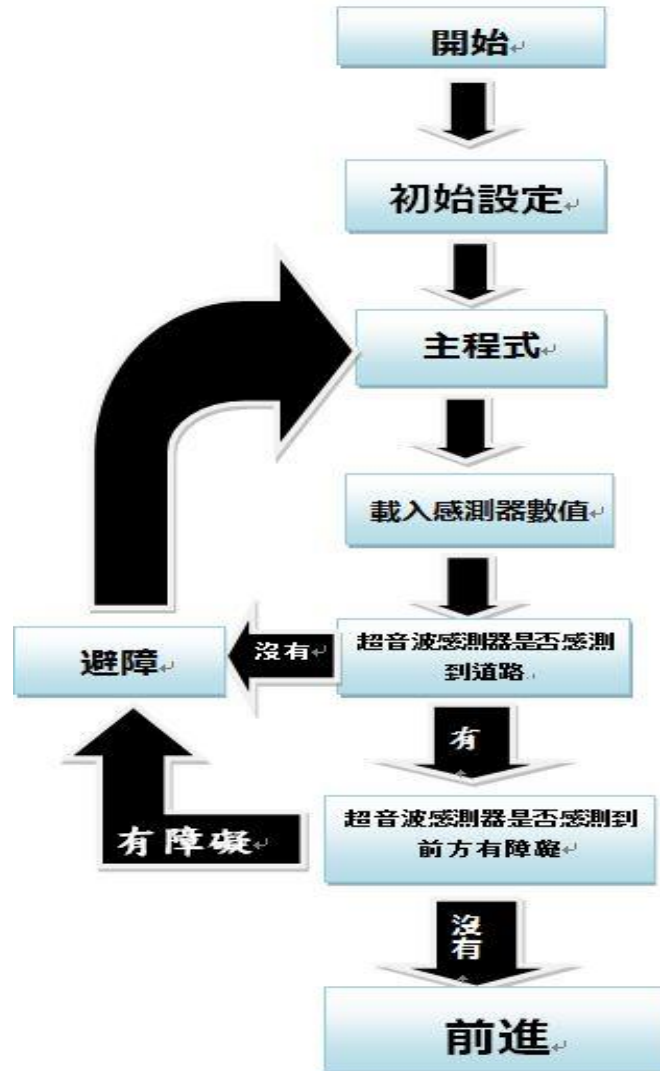 開始
初始設定
主程式
載入感測器數值
超音波感測器是否感測
到道路
沒有
避障
有
超音波感測器是否感測到
前方有障礙
有障礙
沒
有
前進